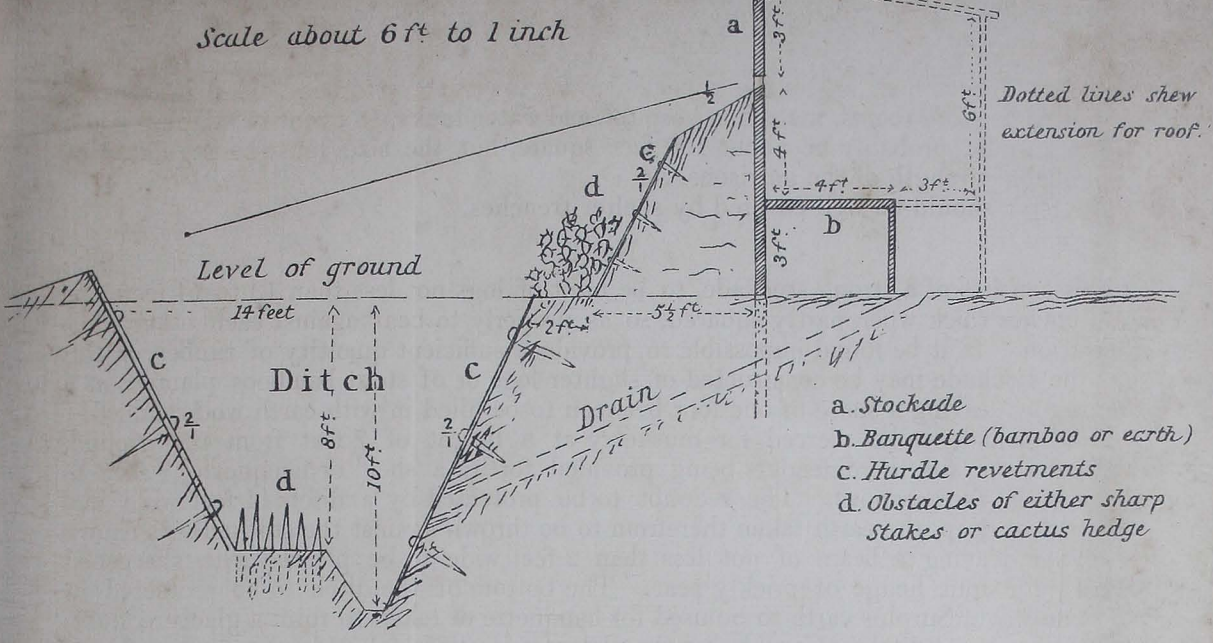 Scale about 6 ft. to 1 inch
a
3 ft.
1/2
Dotted lines shew
extension for roof.
6 ft.
4 ft.
c
2/1
d
4 ft.
3 ft.
b
3 ft.
Level of ground
14 feet
2 ft.
5½ ft.
c
Ditch
c
2/1
8 ft.
10 ft.
2/1
d
Drain
a. Stockade
b. Banquette (bamboo or earth)
c. Hurdle revetments
d. Obstacles of either sharp
Stakes or cactus hedge